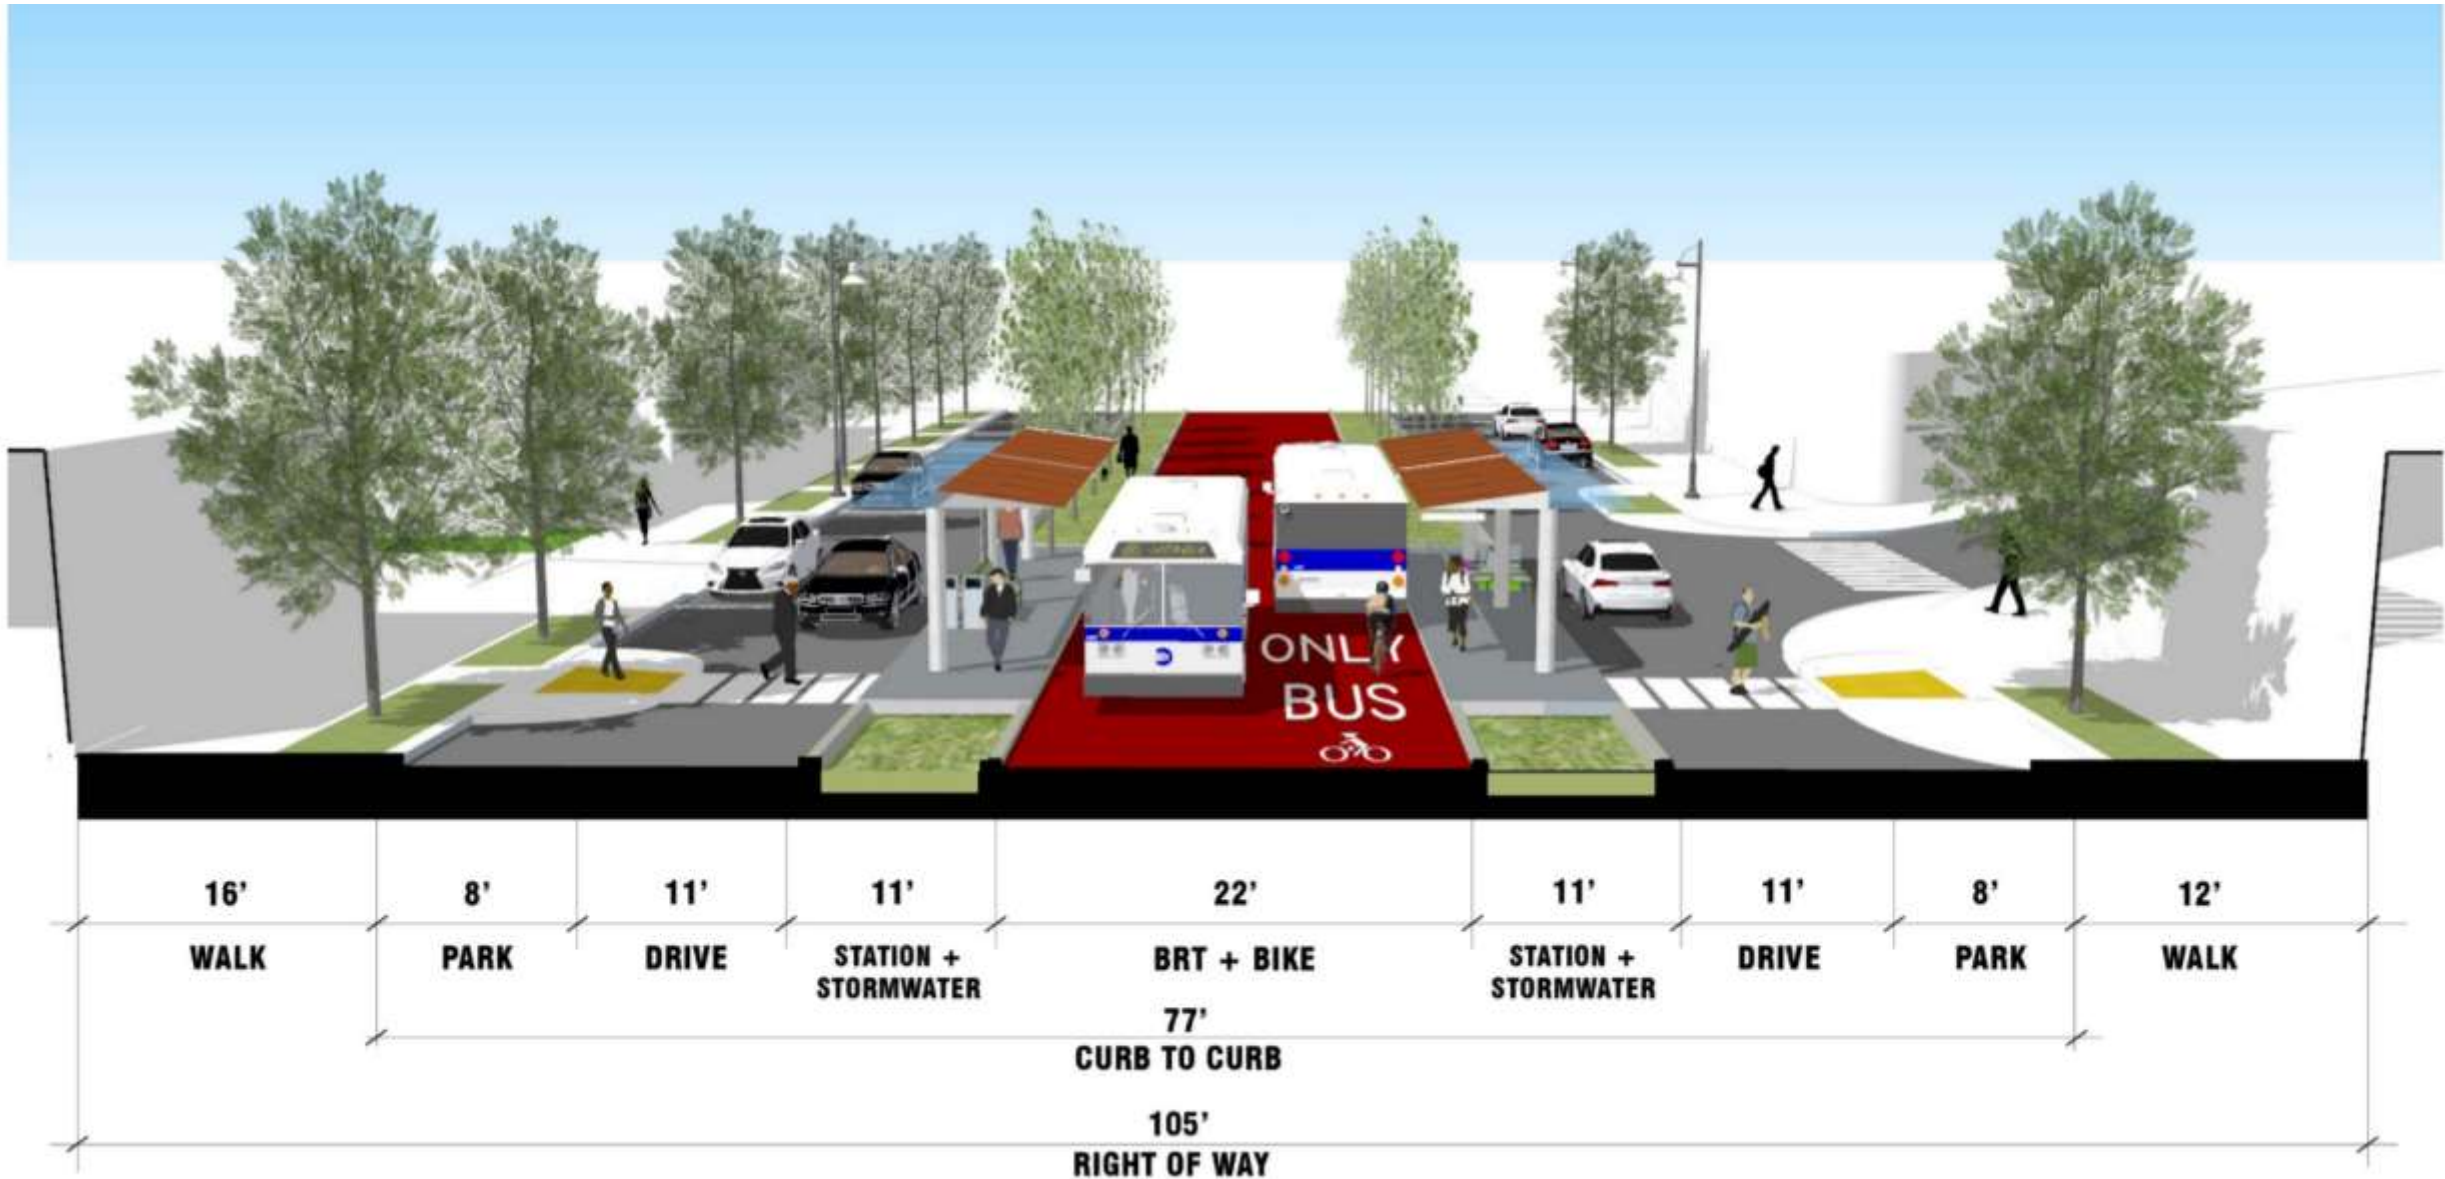 ONLY
BUS
16’ 8’ 11’ 11’ 22’ 11’ 11’ 8’ 12’
WALK PARK DRIVE STATION + STORMWATER BRT + BIKE STATION + STORMWATER DRIVE PARK WALK
77’
CURB TO CURB
105’
RIGHT OF WAY